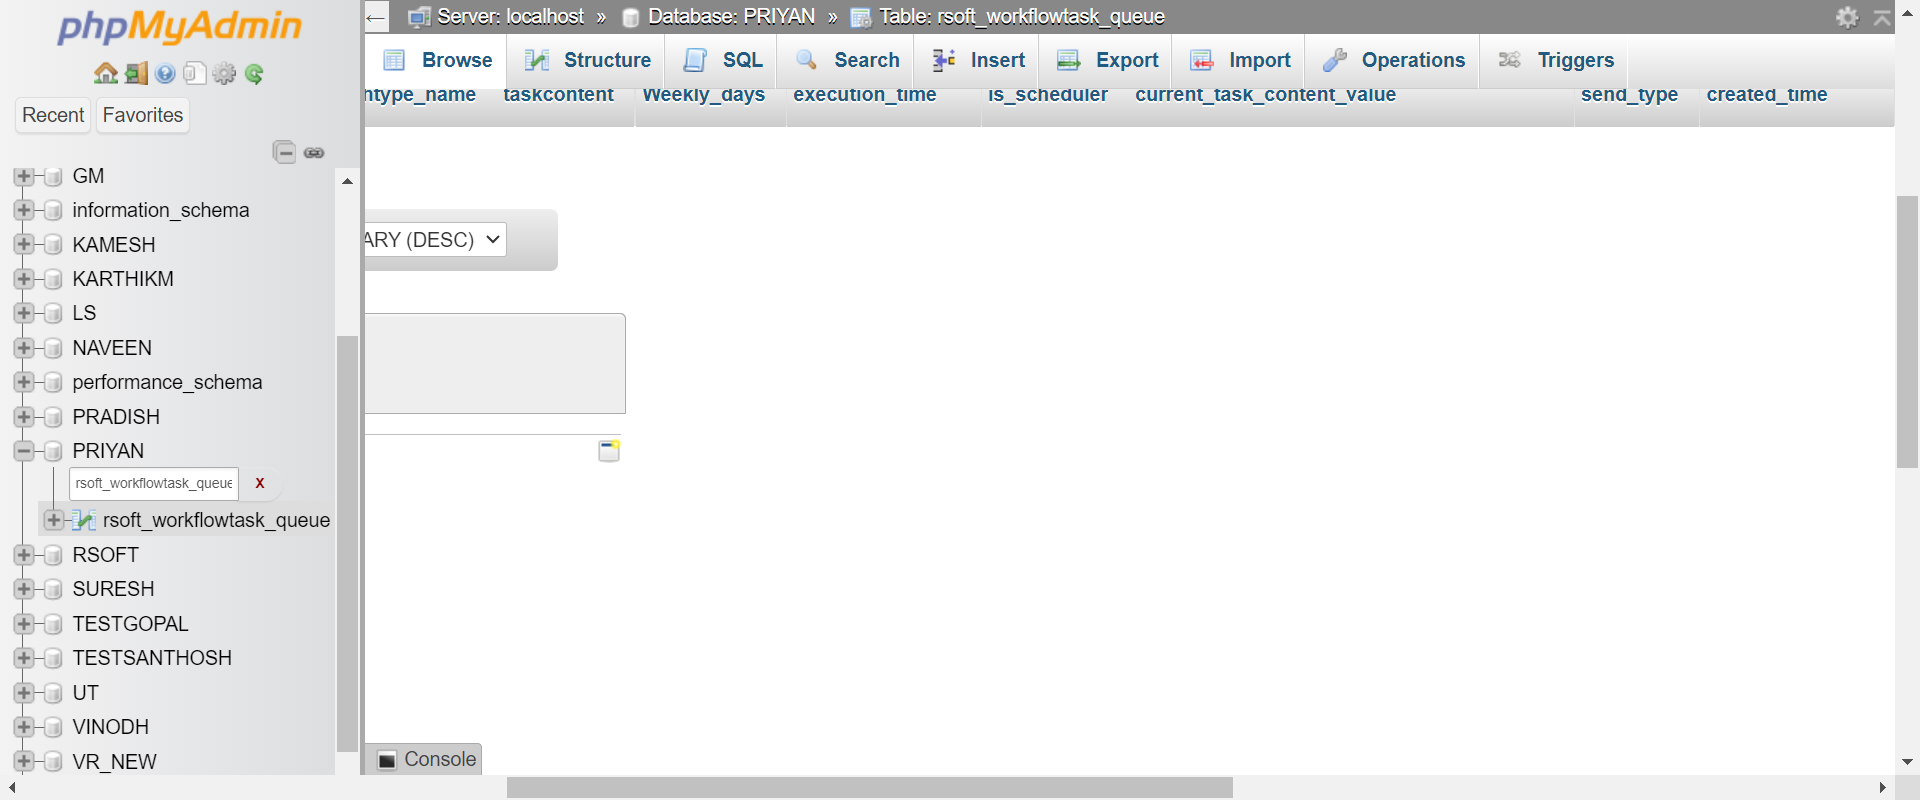 phpMyAdmin
Recent
Favorites
GM
information_schema
KAMESH
KARTHIKM
LS
NAVEEN
performance_schema
PRADISH
PRIYAN
rsoft_workflowtask_queue
X
rsoft_workflowtask_queue
RSOFT
SURESH
TESTGOPAL
TESTSANTHOSH
UT
VINODH
VR_NEW
Server: localhost » Database: PRIYAN » Table: rsoft_workflowtask_queue
Browse Structure SQL Search Insert Export Import Operations Triggers
ntype_name taskcontent Weekly_days execution_time is_scheduler current_task_content_value send_type created_time
ARY (DESC)
Console